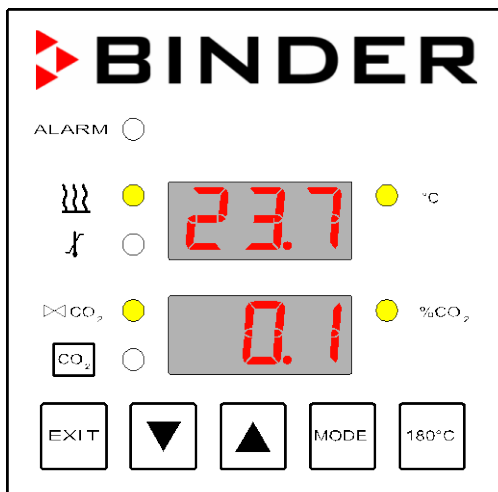 BINDER
ALARM
23.7 °C
CO₂ 0.1 %CO₂
CO₂
EXIT MODE 180°C